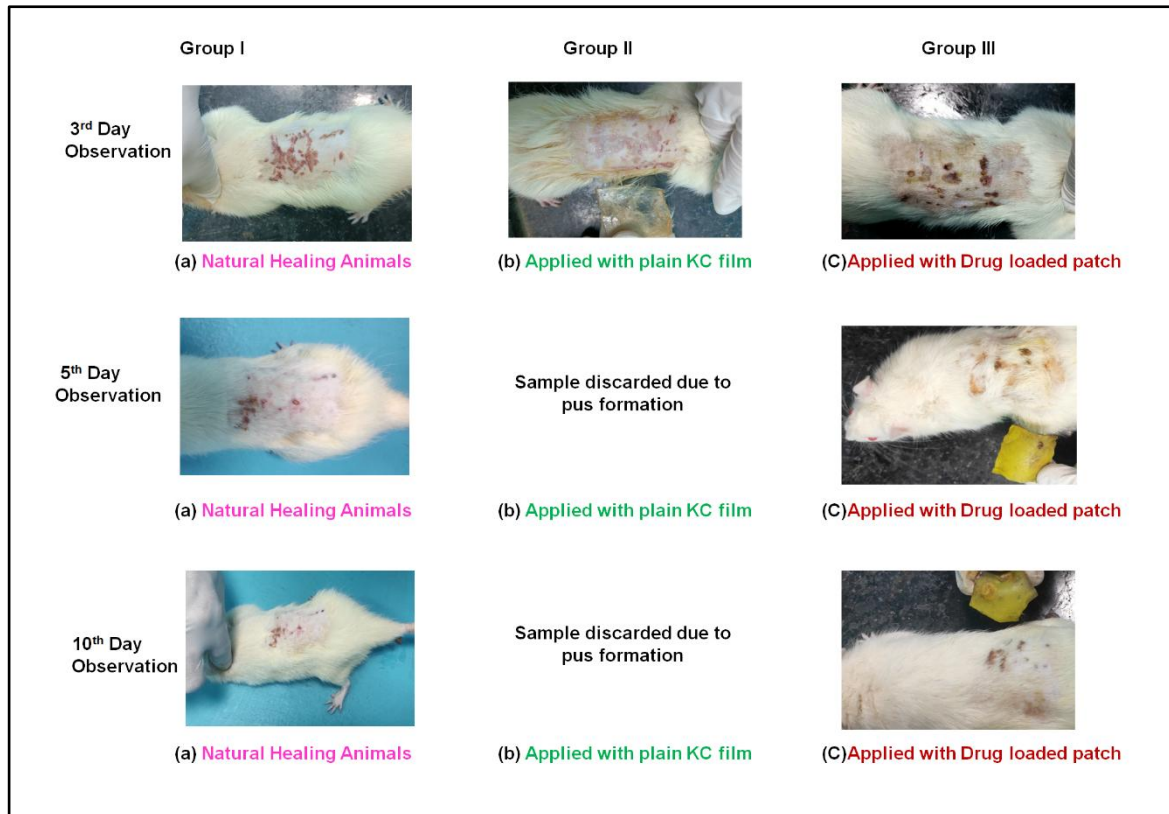 Group I
Group II
Group III
3rd Day
Observation
(a) Natural Healing Animals
(b) Applied with plain KC film
(C)Applied with Drug loaded patch
5th Day
Observation
Sample discarded due to
pus formation
(a) Natural Healing Animals
(b) Applied with plain KC film
(C)Applied with Drug loaded patch
10th Day
Observation
Sample discarded due to
pus formation
(a) Natural Healing Animals
(b) Applied with plain KC film
(C)Applied with Drug loaded patch